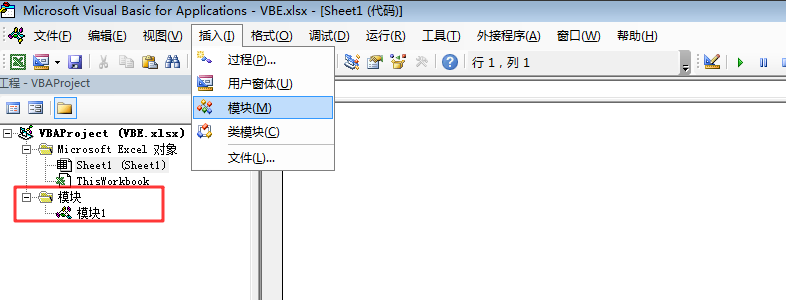 Microsoft Visual Basic for Applications - VBE.xlsx - [Sheet1 (代码)]
文件(F) 编辑(E) 视图(V) 插入(I) 格式(O) 调试(D) 运行(R) 工具(T) 外接程序(A) 窗口(W) 帮助(H)
行 1，列 1
过程(P)...
用户窗体(U)
模块(M)
类模块(C)
文件(L)...
工程 - VBAProject
VBAProject (VBE.xlsx)
Microsoft Excel 对象
Sheet1 (Sheet1)
ThisWorkbook
模块
模块1